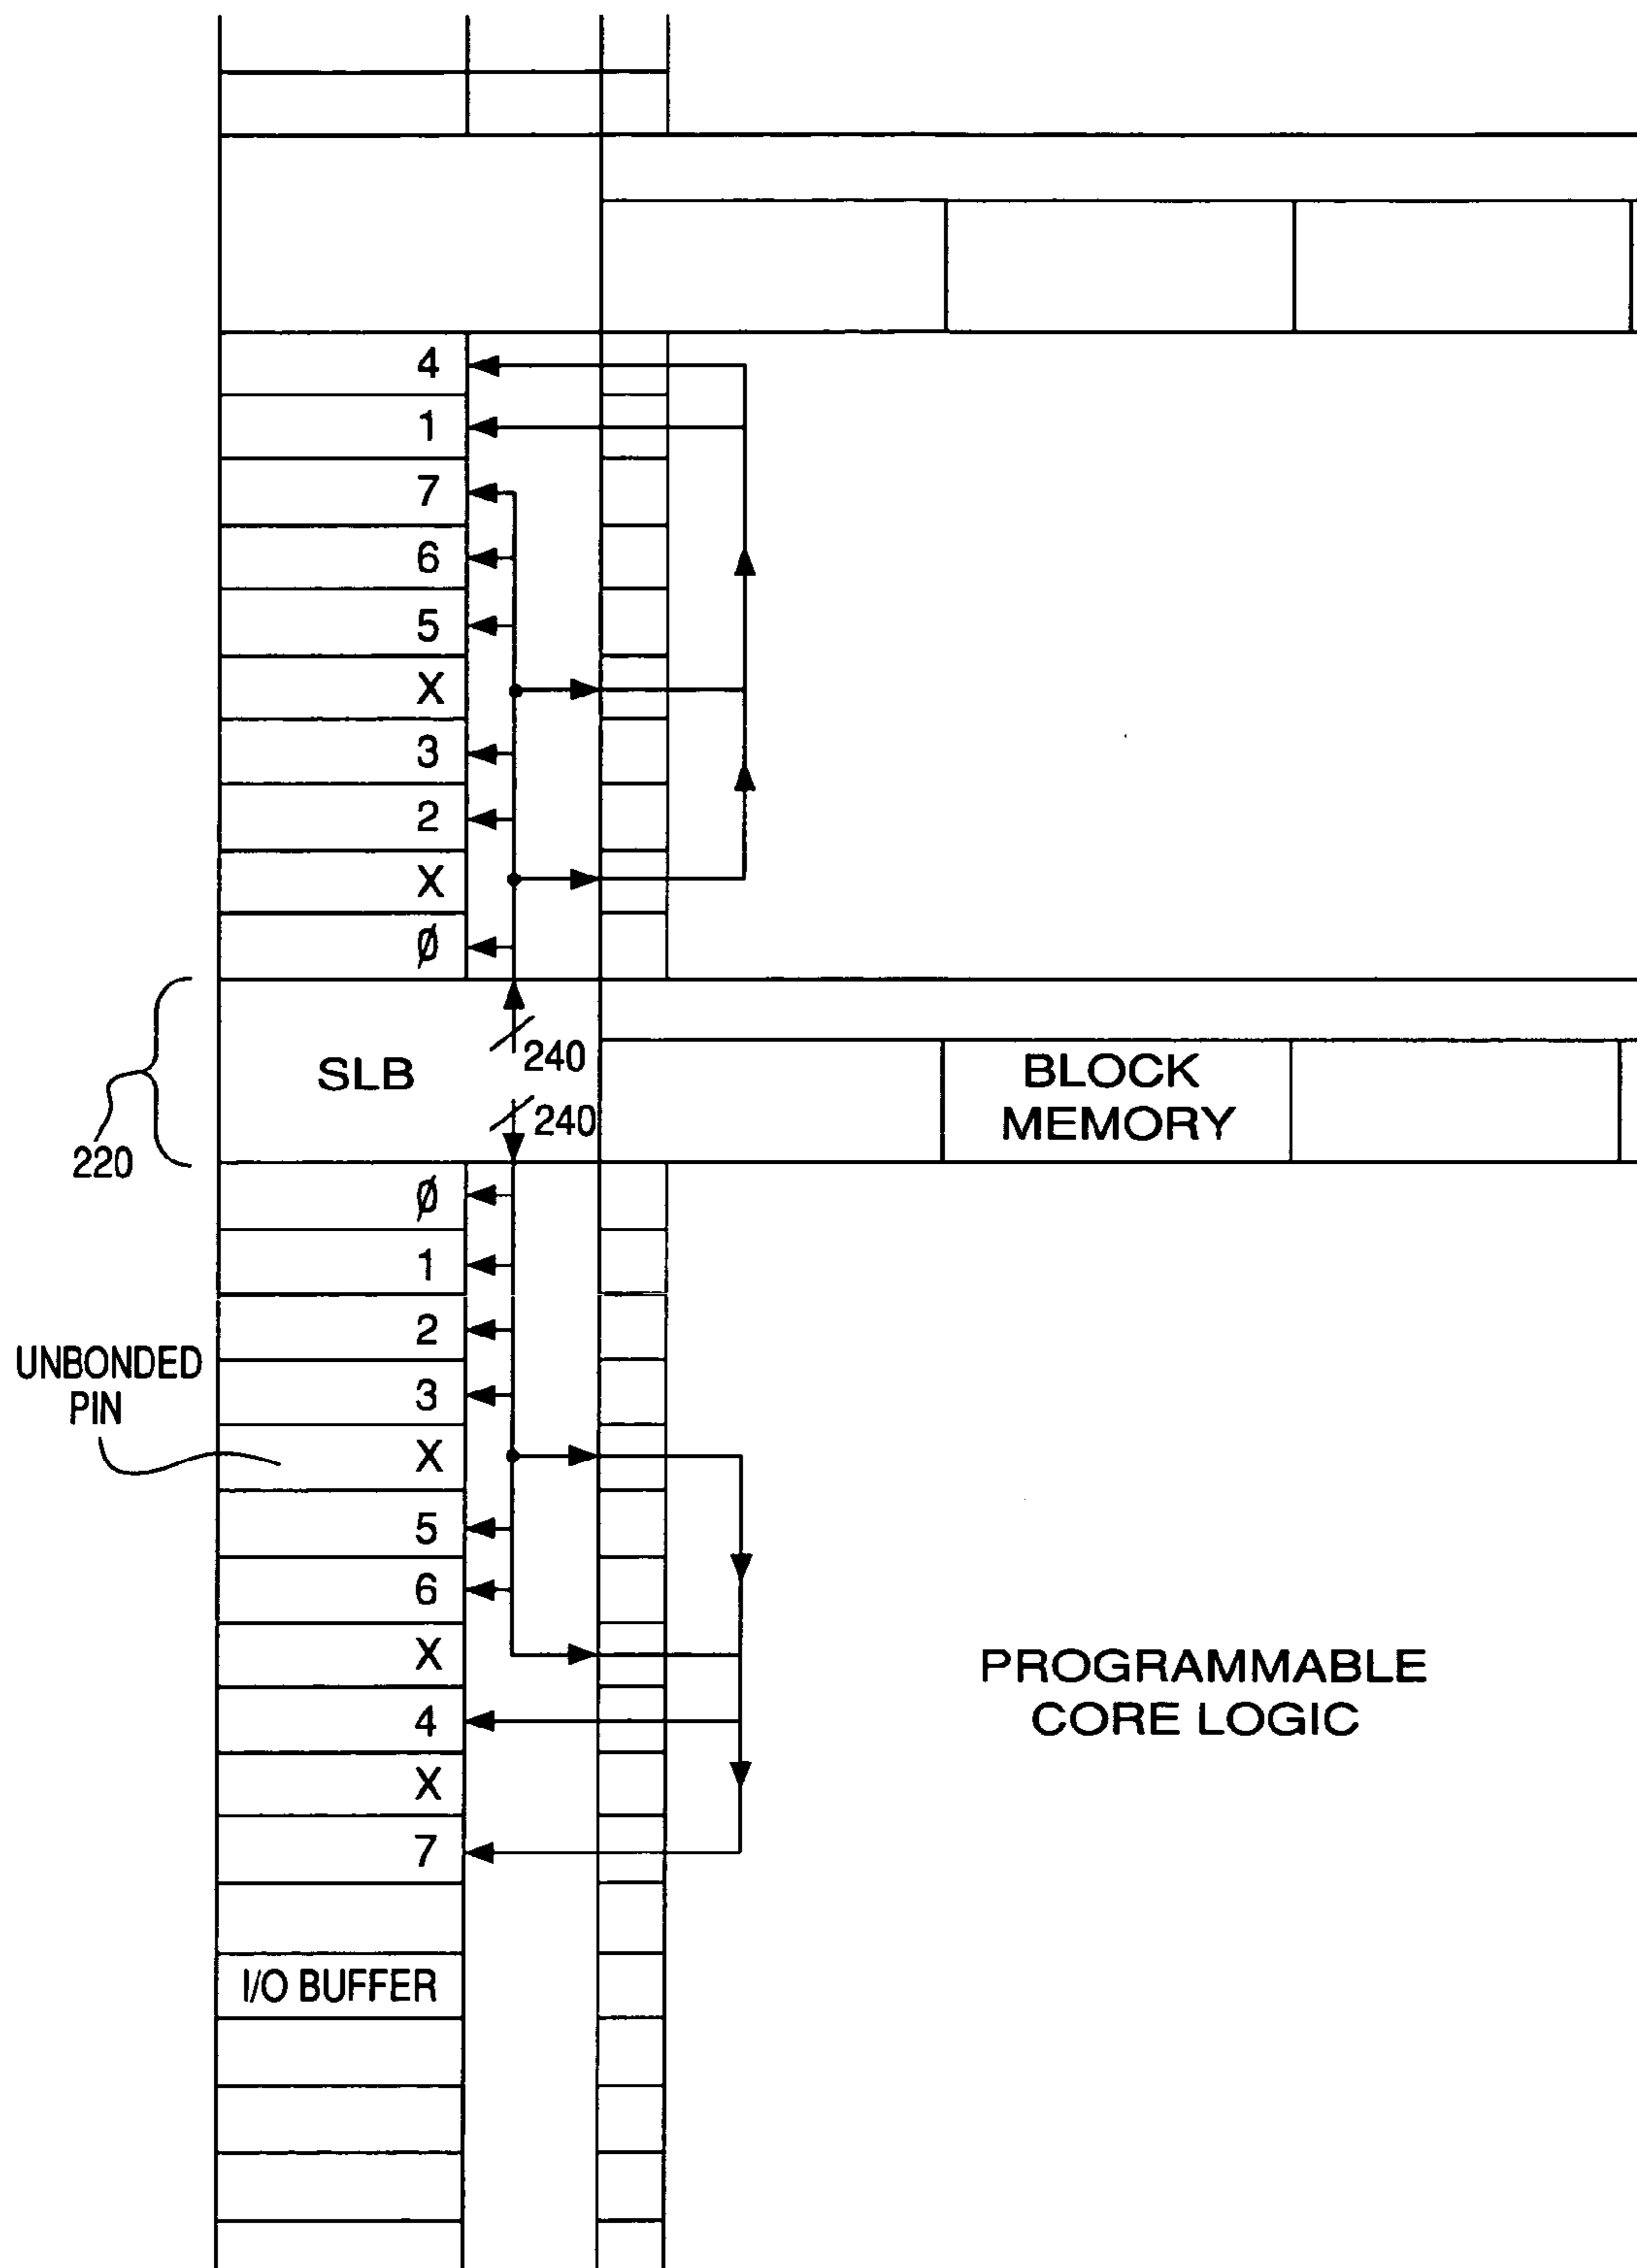 4
1
7
6
5
X
3
2
X
Ø
240
SLB
BLOCK
MEMORY
240
220
Ø
1
2
UNBONDED
PIN
3
X
5
6
X
PROGRAMMABLE
CORE LOGIC
4
X
7
I/O BUFFER